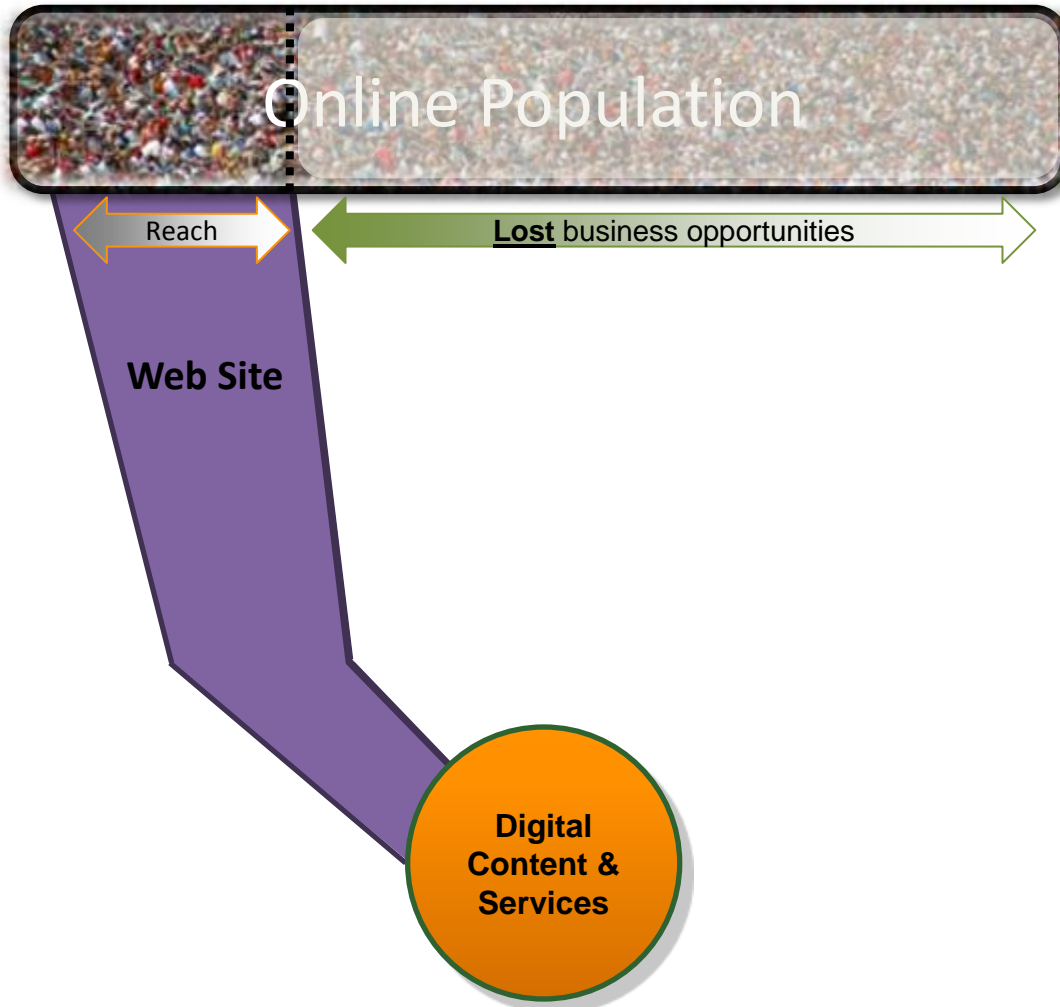 Online Population
Reach
Lost business opportunities
Web Site
Digital
Content &
Services